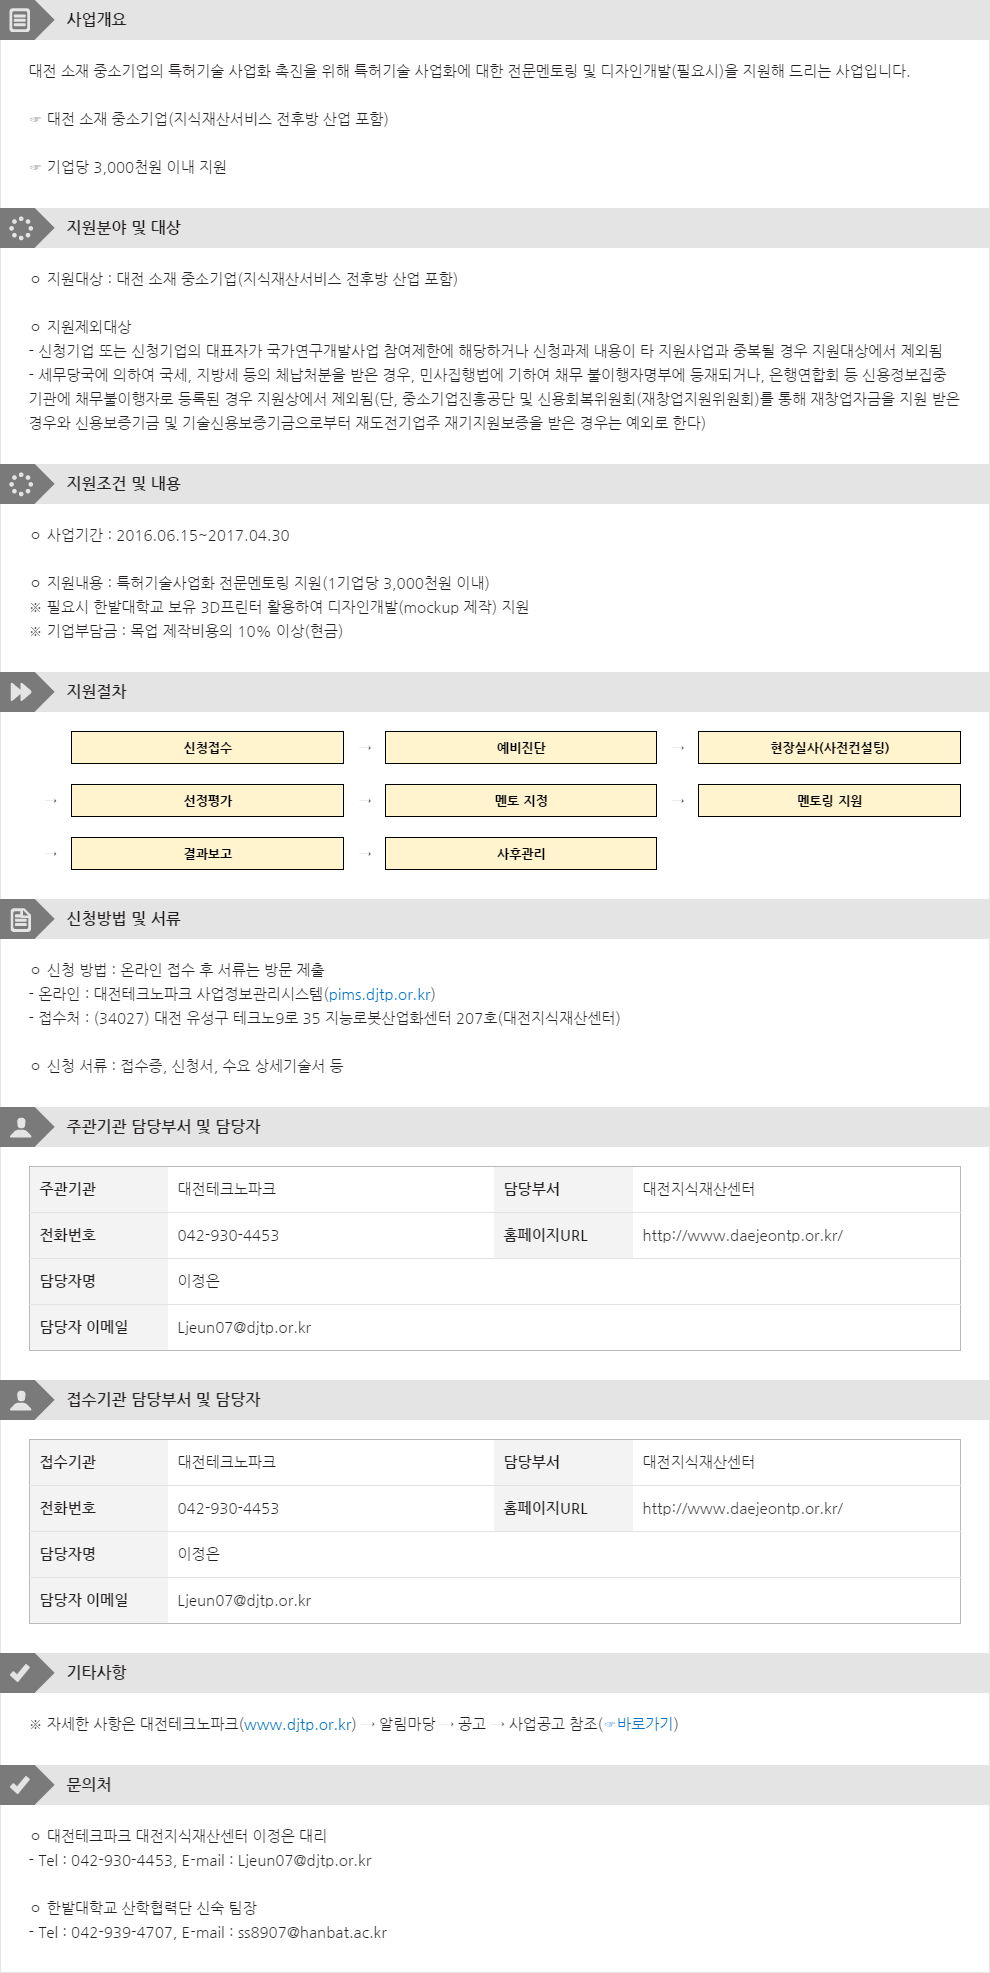 사업개요
대전 소재 중소기업의 특허기술 사업화 촉진을 위해 특허기술 사업화에 대한 전문멘토링 및 디자인개발(필요시)을 지원해 드리는 사업입니다.
☞ 대전 소재 중소기업(지식재산서비스 전후방 산업 포함)
☞ 기업당 3,000천원 이내 지원
지원분야 및 대상
ㅇ 지원대상 : 대전 소재 중소기업(지식재산서비스 전후방 산업 포함)
ㅇ 지원제외대상
- 신청기업 또는 신청기업의 대표자가 국가연구개발사업 참여제한에 해당하거나 신청과제 내용이 타 지원사업과 중복될 경우 지원대상에서 제외됨
- 세무당국에 의하여 국세, 지방세 등의 체납처분을 받은 경우, 민사집행법에 기하여 채무 불이행자명부에 등재되거나, 은행연합회 등 신용정보집중
기관에 채무불이행자로 등록된 경우 지원상에서 제외됨(단, 중소기업진흥공단 및 신용회복위원회(재창업지원위원회)를 통해 재창업자금을 지원 받은
경우와 신용보증기금 및 기술신용보증기금으로부터 재도전기업주 재기지원보증을 받은 경우는 예외로 한다)
지원조건 및 내용
ㅇ 사업기간 : 2016.06.15~2017.04.30
ㅇ 지원내용 : 특허기술사업화 전문멘토링 지원(1기업당 3,000천원 이내)
※ 필요시 한밭대학교 보유 3D프린터 활용하여 디자인개발(mockup 제작) 지원
※ 기업부담금 : 목업 제작비용의 10% 이상(현금)
지원절차
신청접수 → 예비진단 → 현장실사(사전컨설팅)
→ 선정평가 → 멘토 지정 → 멘토링 지원
→ 결과보고 → 사후관리
신청방법 및 서류
ㅇ 신청 방법 : 온라인 접수 후 서류는 방문 제출
- 온라인 : 대전테크노파크 사업정보관리시스템(pims.djtp.or.kr)
- 접수처 : (34027) 대전 유성구 테크노9로 35 지능로봇산업화센터 207호(대전지식재산센터)
ㅇ 신청 서류 : 접수증, 신청서, 수요 상세기술서 등
주관기관 담당부서 및 담당자
주관기관 대전테크노파크 담당부서 대전지식재산센터
전화번호 042-930-4453 홈페이지URL http://www.daejeontp.or.kr/
담당자명 이정은
담당자 이메일 Ljeun07@djtp.or.kr
접수기관 담당부서 및 담당자
접수기관 대전테크노파크 담당부서 대전지식재산센터
전화번호 042-930-4453 홈페이지URL http://www.daejeontp.or.kr/
담당자명 이정은
담당자 이메일 Ljeun07@djtp.or.kr
기타사항
※ 자세한 사항은 대전테크노파크(www.djtp.or.kr) → 알림마당 → 공고 → 사업공고 참조(☞바로가기)
문의처
ㅇ 대전테크파크 대전지식재산센터 이정은 대리
- Tel : 042-930-4453, E-mail : Ljeun07@djtp.or.kr
ㅇ 한밭대학교 산학협력단 신숙 팀장
- Tel : 042-939-4707, E-mail : ss8907@hanbat.ac.kr